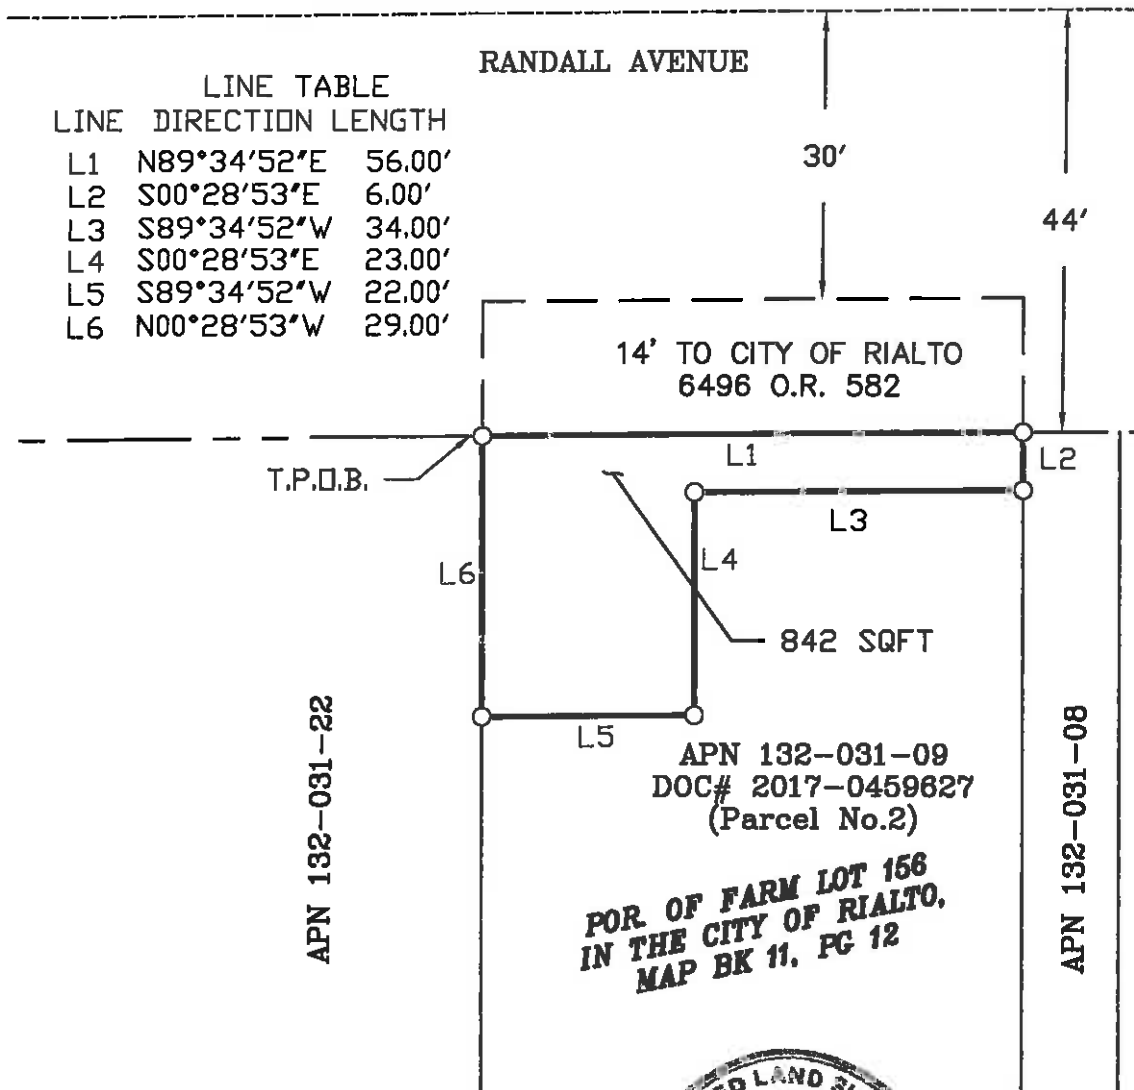 RANDALL AVENUE
LINE TABLE
LINE DIRECTION LENGTH
L1 N89°34'52"E 56.00'
L2 S00°28'53"E 6.00'
L3 S89°34'52"W 34.00'
L4 S00°28'53"E 23.00'
L5 S89°34'52"W 22.00'
L6 N00°28'53"W 29.00'
30'
44'
14' TO CITY OF RIALTO
6496 O.R. 582
T.P.O.B.
L1
L2
L3
L4
L6
842 SQFT
L5
APN 132-031-22
APN 132-031-09
DOC# 2017-0459627
(Parcel No.2)
APN 132-031-08
POR. OF FARM LOT 156
IN THE CITY OF RIALTO,
MAP BK 11, PG 12
LAND